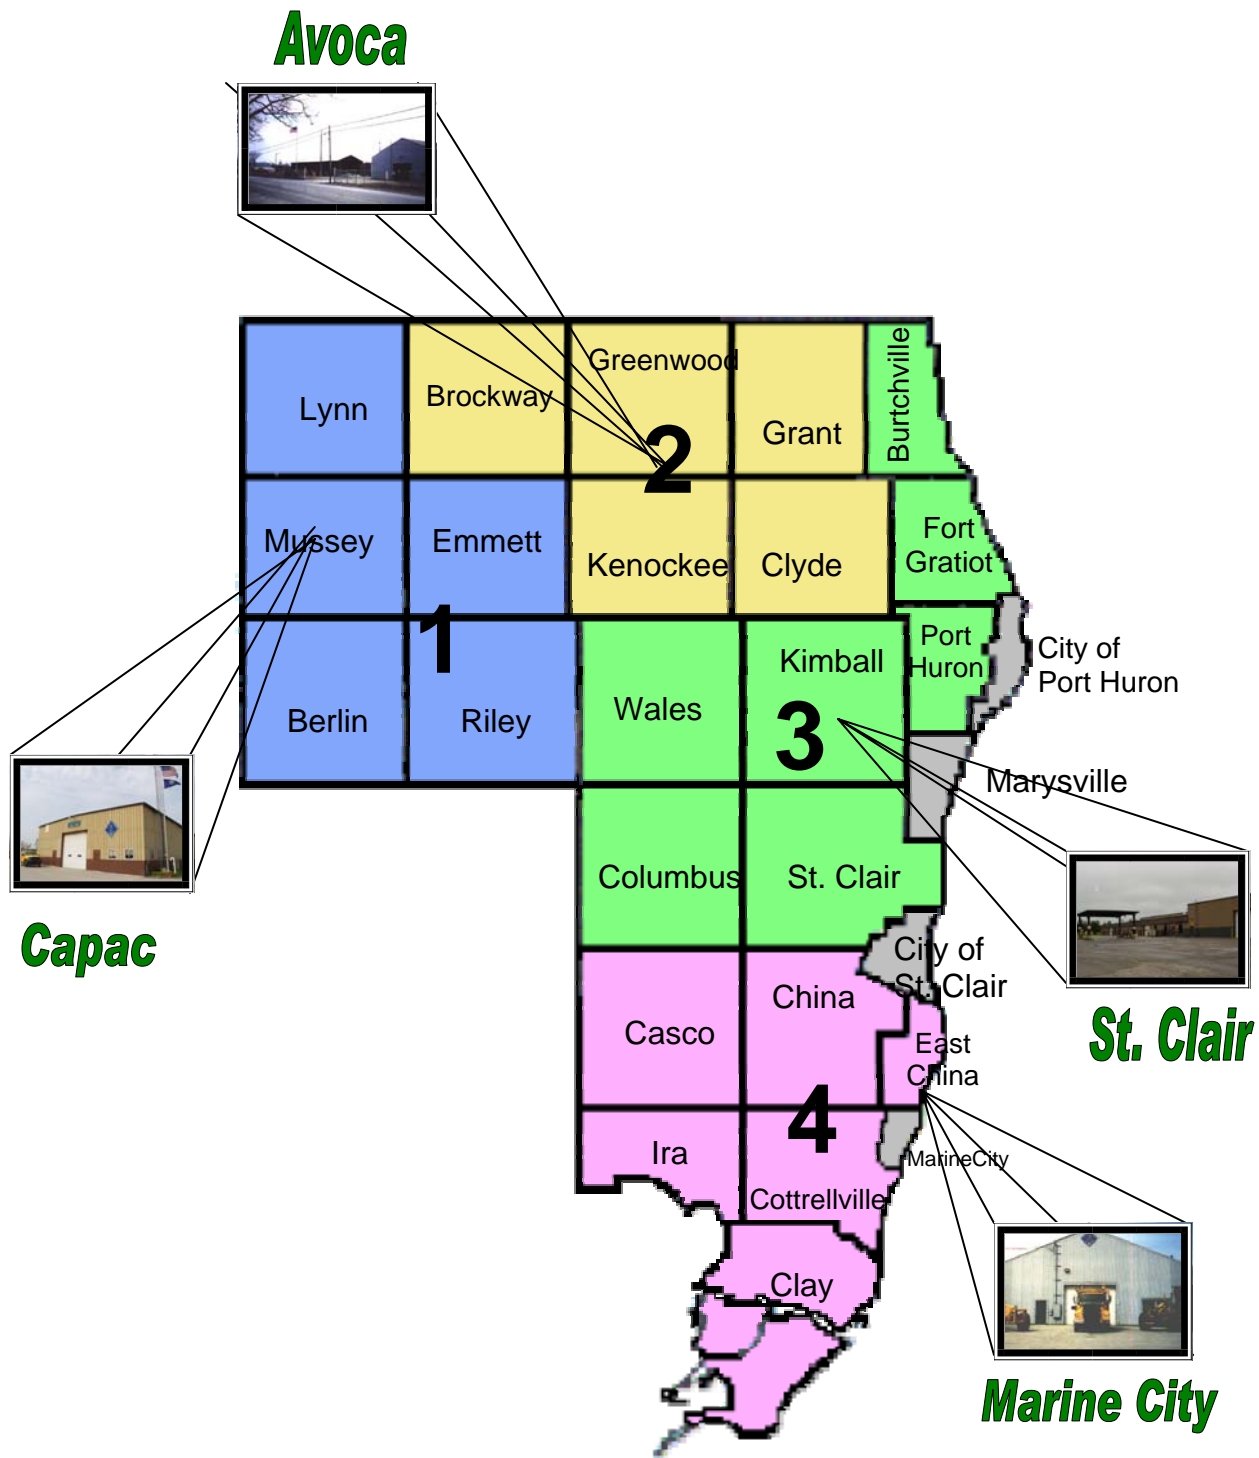 Avoca
Lynn
Brockway
Greenwood
Grant
Burtchville
2
Mussey
Emmett
Kenockee
Clyde
Fort
Gratiot
1
Berlin
Riley
Wales
Kimball
3
Port
Huron
City of
Port Huron
Marysville
Capac
Columbus
St. Clair
City of
St. Clair
St. Clair
Casco
China
East
China
4
Ira
Cottrellville
MarineCity
Clay
Marine City